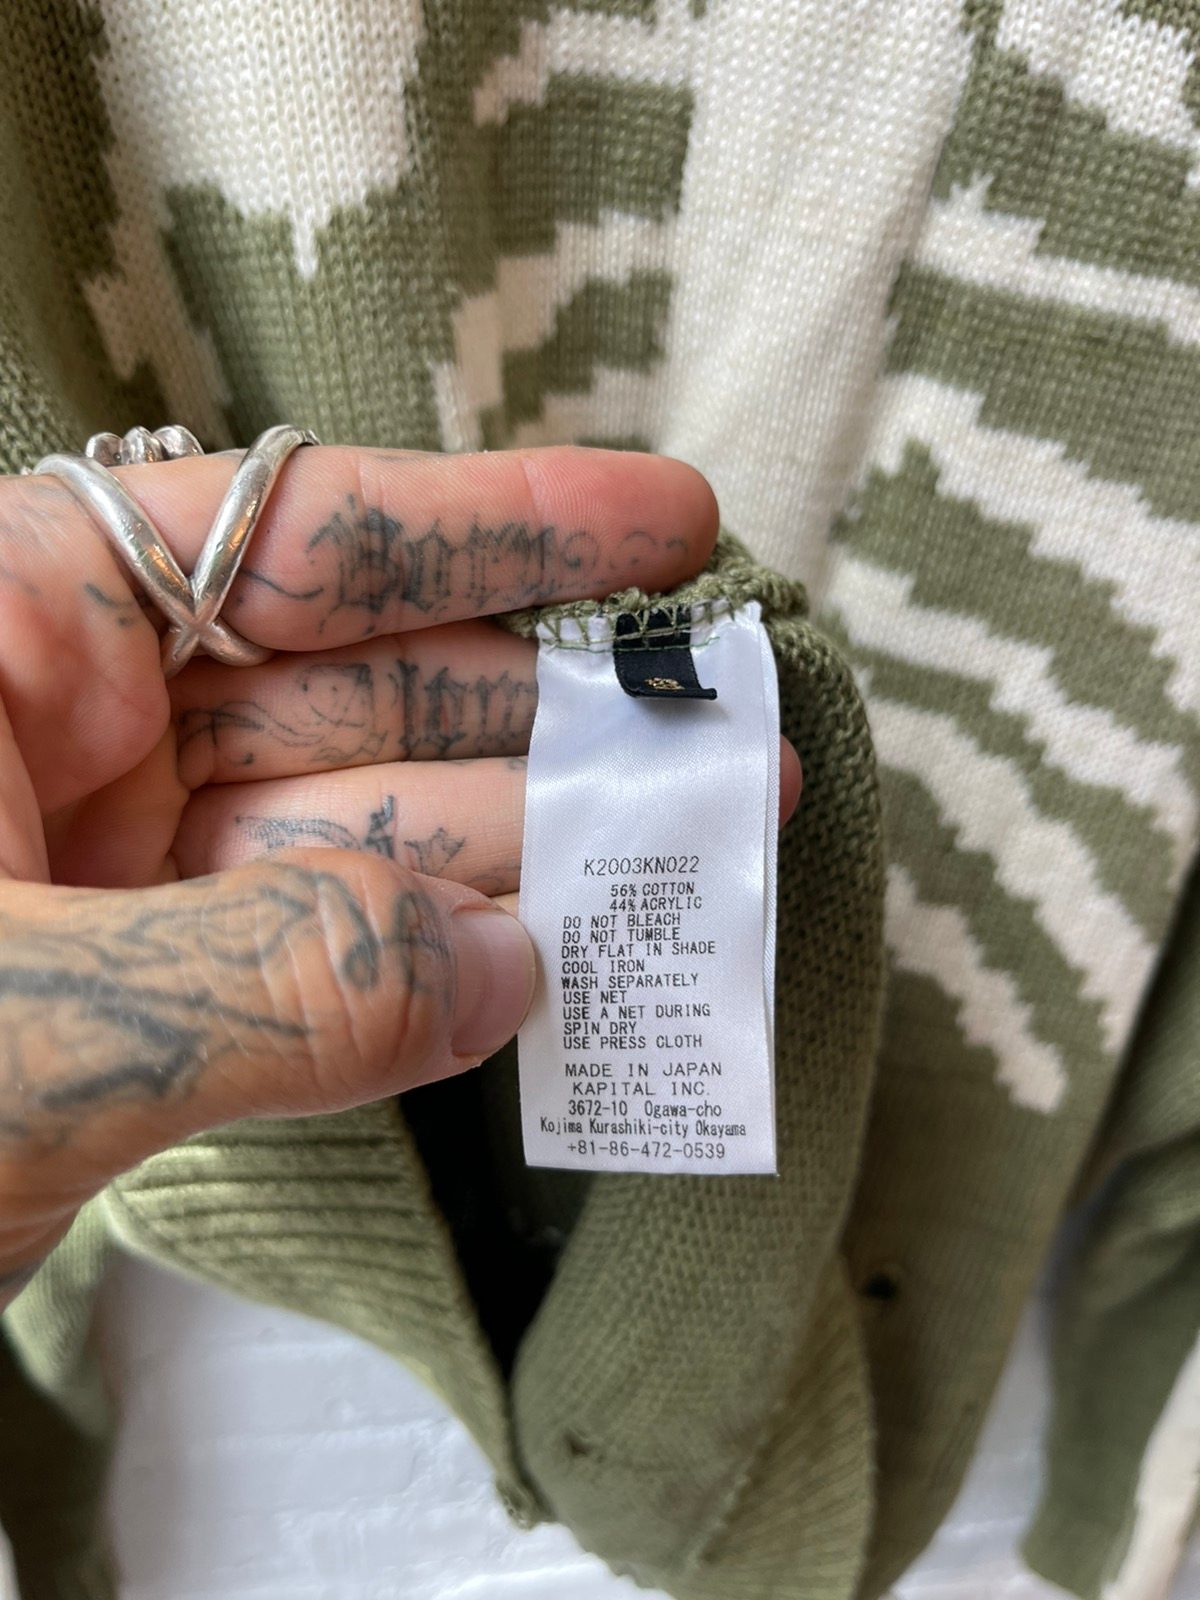 Born
K2003KN022
56% COTTON
44% ACRYLIC
DO NOT BLEACH
DO NOT TUMBLE
DRY FLAT IN SHADE
COOL IRON
WASH SEPARATELY
USE NET
USE A NET DURING
SPIN DRY
USE PRESS CLOTH
MADE IN JAPAN
KAPITAL INC.
3672-10 Ogawa-cho
Kojima Kurashiki-city Okayama
+81-86-472-0539